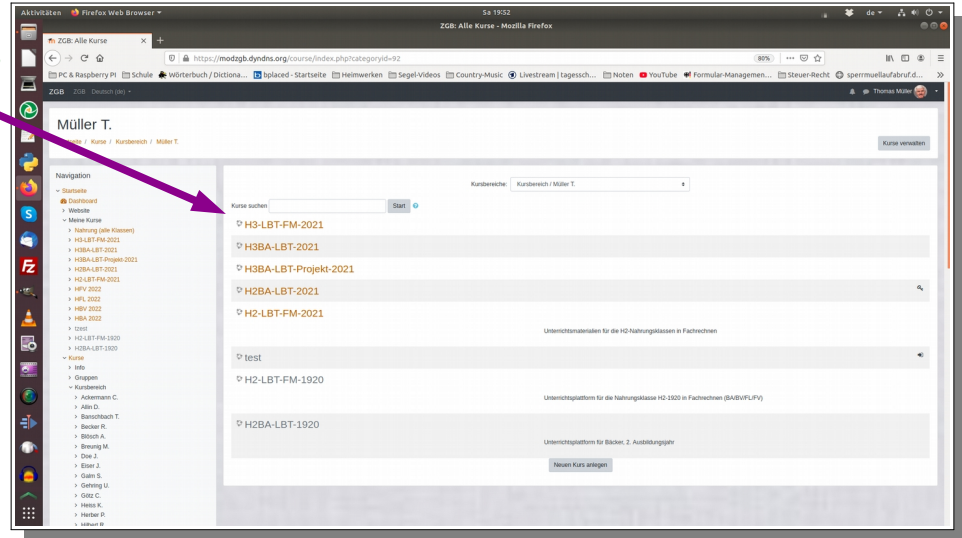 Aktivitäten Firefox Web Browser Sa 19:52 de
ZGB: Alle Kurse - Mozilla Firefox
ZGB: Alle Kurse × +
https://modzgb.dyndns.org/course/index.php?categoryid=92 80%
PC & Raspberry PI Schule Wörterbuch / Dictiona... bplaced - Startseite Heimwerken Segel-Videos Country-Music Livestream | tagessch... Noten YouTube Formular-Managemen... Steuer-Recht sperrmuellaufabruf.d...
ZGB ZGB Deutsch (de) Thomas Müller
Müller T.
/ Kurse / Kursbereich / Müller T.
Kurse verwalten
Navigation
Startseite
Dashboard
Website
Meine Kurse
Nahrung (alle Klassen)
H3-LBT-FM-2021
H3BA-LBT-2021
H3BA-LBT-Projekt-2021
H2BA-LBT-2021
H2-LBT-FM-2021
HFV 2022
HFL 2022
HBV 2022
HBA 2022
tzest
H2-LBT-FM-1920
H2BA-LBT-1920
Kurse
Info
Gruppen
Kursbereich
Ackermann C.
Allin D.
Banschbach T.
Becker R.
Blösch A.
Breunig M.
Doe J.
Eiser J.
Gaim S.
Gehring U.
Götz C.
Heiss K.
Herber P.
Hilbert R.
Kursbereiche: Kursbereich / Müller T.
Kurse suchen Start
H3-LBT-FM-2021
H3BA-LBT-2021
H3BA-LBT-Projekt-2021
H2BA-LBT-2021
H2-LBT-FM-2021
Unterrichtsmaterialien für die H2-Nahrungsklassen in Fachrechnen
test
H2-LBT-FM-1920
Unterrichtsplattform für die Nahrungsklasse H2-1920 in Fachrechnen (BA/BV/FL/FV)
H2BA-LBT-1920
Unterrichtsplattform für Bäcker, 2. Ausbildungsjahr
Neuen Kurs anlegen